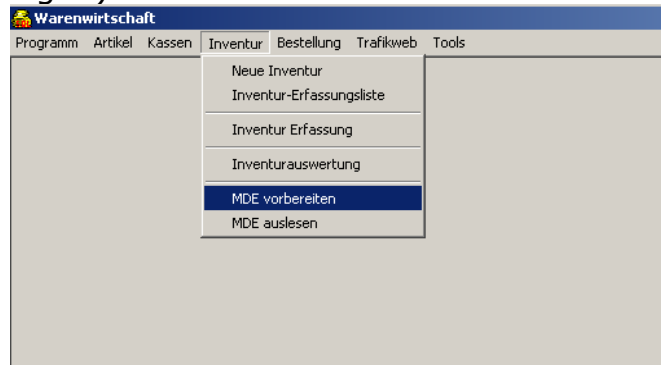 Warenwirtschaft
Programm Artikel Kassen Inventur Bestellung Trafikweb Tools
Neue Inventur
Inventur-Erfassungsliste
Inventur Erfassung
Inventurauswertung
MDE vorbereiten
MDE auslesen